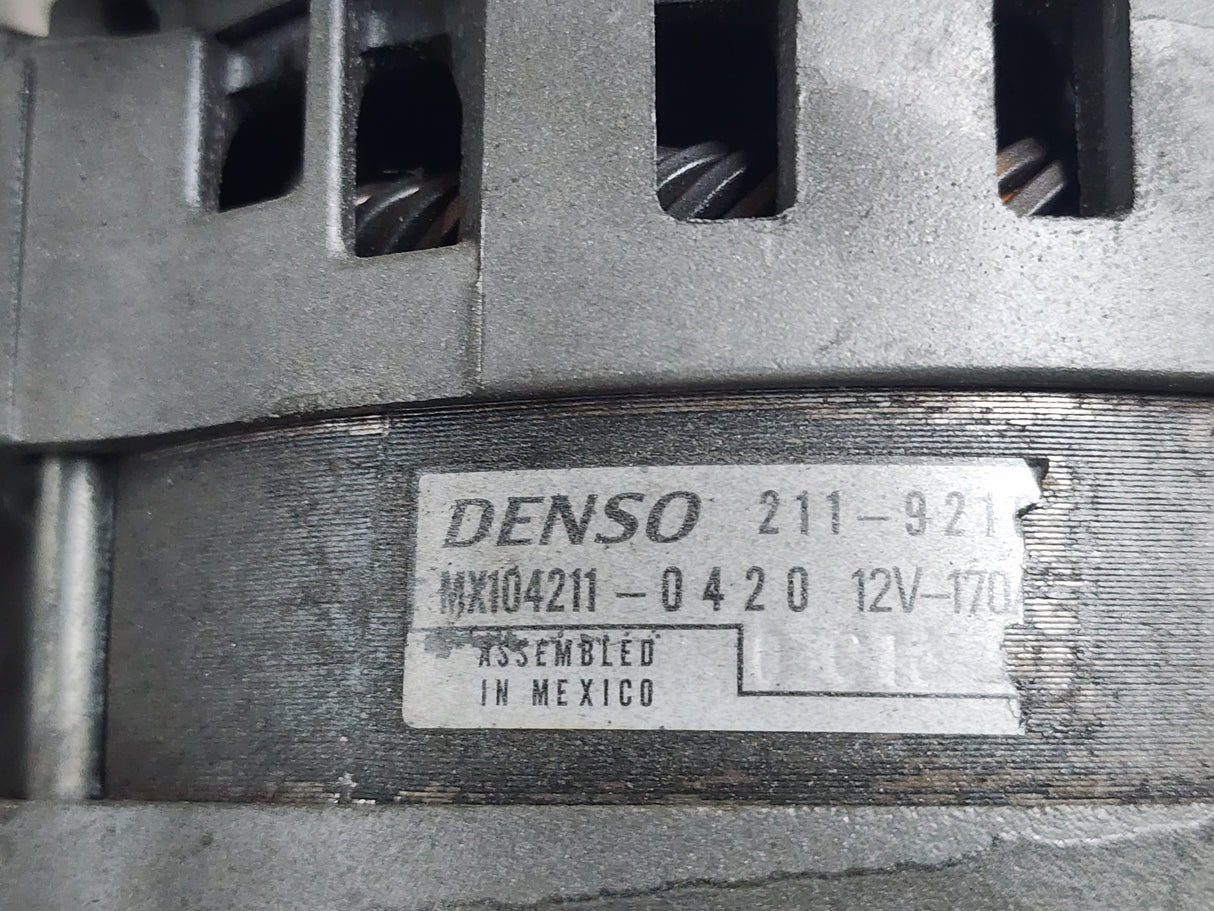 DENSO 211-921
MX104211-0420 12V-170
ASSEMBLED
IN MEXICO